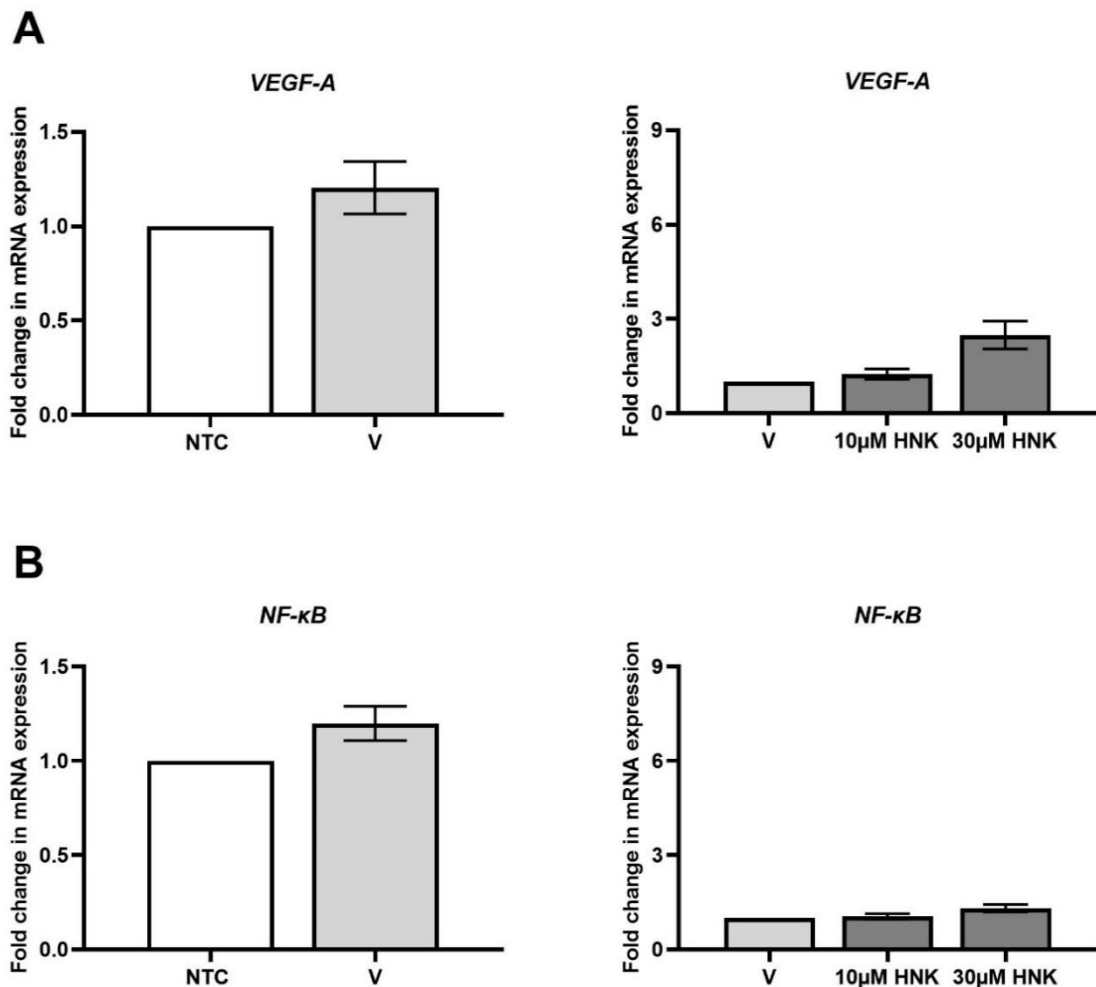 A
VEGF-A
Fold change in mRNA expression
1.5
1.0
0.5
0.0
NTC V
VEGF-A
Fold change in mRNA expression
9
6
3
0
V 10µM HNK 30µM HNK
B
NF-κB
Fold change in mRNA expression
1.5
1.0
0.5
0.0
NTC V
NF-κB
Fold change in mRNA expression
9
6
3
0
V 10µM HNK 30µM HNK